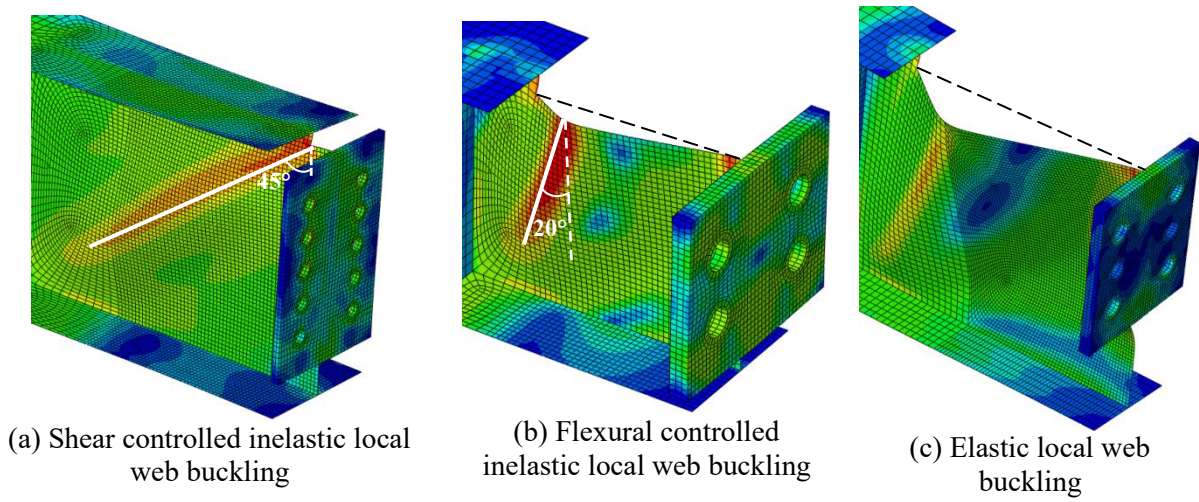 45°
20°
(a) Shear controlled inelastic local
web buckling
(b) Flexural controlled
inelastic local web buckling
(c) Elastic local web
buckling